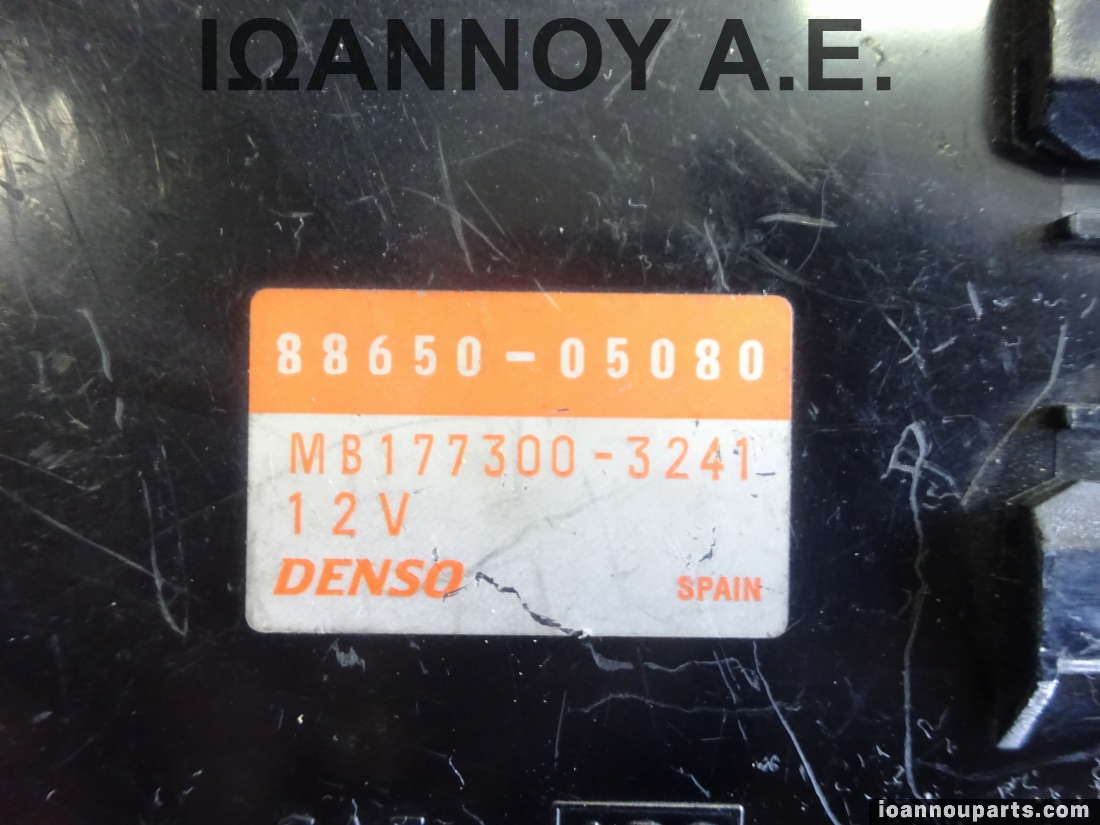 ΙΩΑΝΝΟΥ Α.Ε.
88650-05080
MB177300-3241
12V
DENSO SPAIN
ioannouparts.com